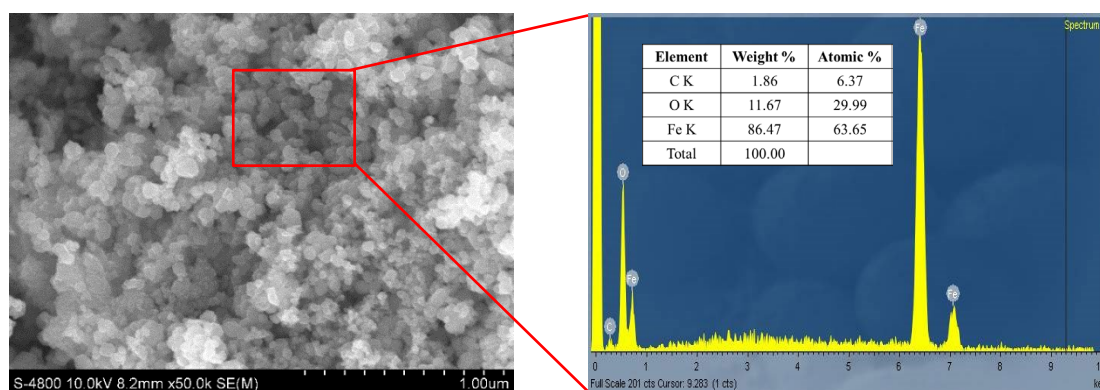 S-4800 10.0kV 8.2mm x50.0k SE(M)
1.00um
Spectrum
Element Weight % Atomic %
C K 1.86 6.37
O K 11.67 29.99
Fe K 86.47 63.65
Total 100.00
Fe
O
Fe
Fe
C
0 1 2 3 4 5 6 7 8 9 1
Full Scale 201 cts Cursor: 9.283 (1 cts)
ke